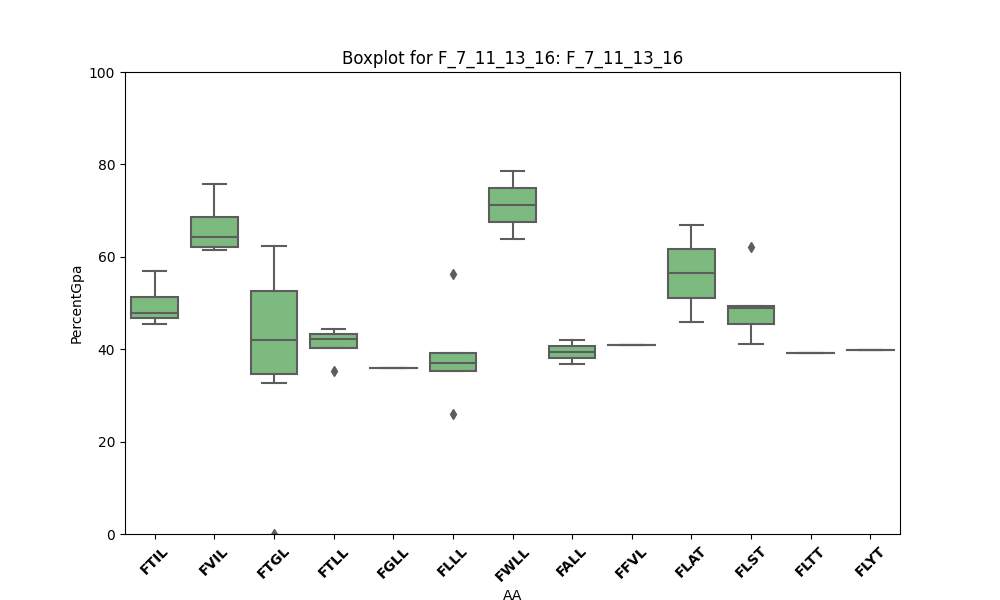 Boxplot for F_7_11_13_16: F_7_11_13_16
100
80
60
40
20
0
PercentGpa
FTIL FVIL FTGL FTLL FGLL FLLL FWLL FALL FFVL FLAT FLST FLTT FLYT
AA